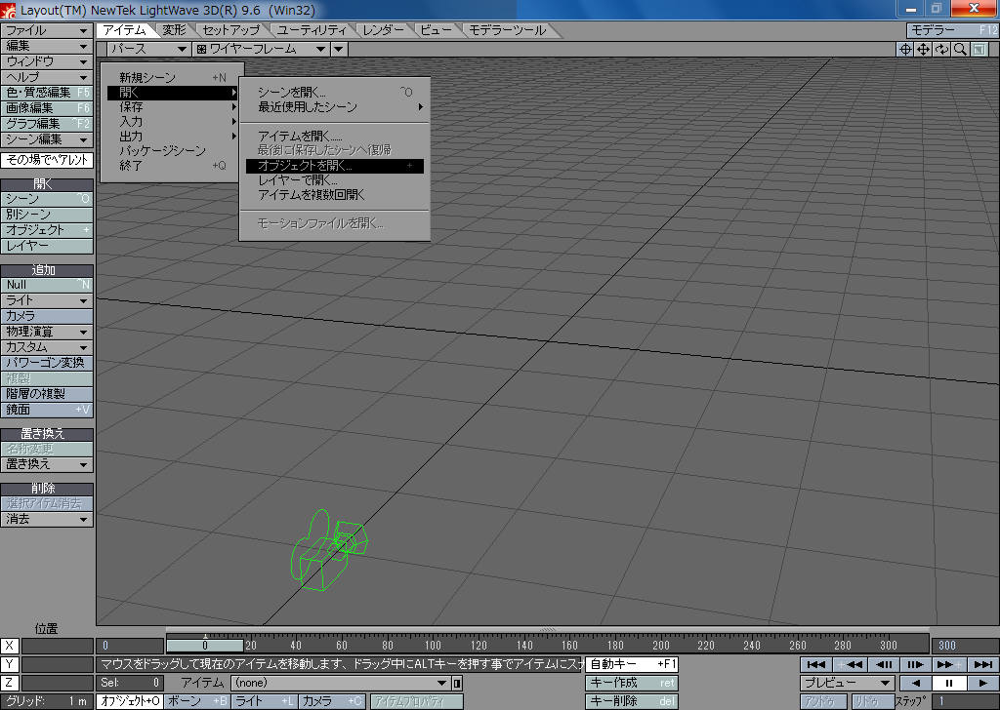 Layout(TM) NewTek LightWave 3D(R) 9.6 (Win32)
ファイル
編集
ウィンドウ
ヘルプ
色・質感編集 F5
画像編集 F6
グラフ編集 ^F2
シーン編集
その場でペアレント
開く
シーン ^O
別シーン
オブジェクト +
レイヤー
追加
Null ^N
ライト
カメラ
物理演算
カスタム
パワーゴン変換
複製
階層の複製
鏡面 +V
置き換え
名称変更
置き換え
削除
選択アイテム消去
消去
アイテム 変形 セットアップ ユーティリティ レンダー ビュー モデラーツール
モデラー F12
パース ワイヤーフレーム
新規シーン +N
開く
保存
入力
出力
パッケージシーン
終了 +Q
シーンを開く... ^O
最近使用したシーン
アイテムを開く......
最後に保存したシーンへ復帰
オブジェクトを開く... +
レイヤーで開く...
アイテムを複数回開く
モーションファイルを開く...
位置
X
Y
Z
グリッド: 1 m
0 0 20 40 60 80 100 120 140 160 180 200 220 240 260 280 300 300
マウスをドラッグして現在のアイテムを移動します、ドラッグ中にALTキーを押す事でアイテムにスナ
自動キー +F1
Sel: 0 アイテム (none)
キー作成 ret
プレビュー
オブジェクト+O ボーン +B ライト +L カメラ +C アイテムプロパティ
キー削除 del
アンドゥ リドゥ ステップ 1